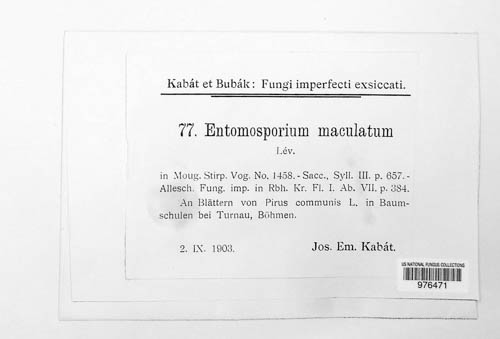 Kabát et Bubák: Fungi imperfecti exsiccati.
77. Entomosporium maculatum
Lév.
in Moug. Stirp. Vog. No. 1458. - Sacc., Syll. III. p. 657. -
Allesch. Fung. imp. in Rbh. Kr. Fl. I. Ab. VII. p. 384.
An Blättern von Pirus communis L. in Baum-
schulen bei Turnau, Böhmen.
2. IX. 1903.
Jos. Em. Kabát.
US NATIONAL FUNGUS COLLECTIONS
976471